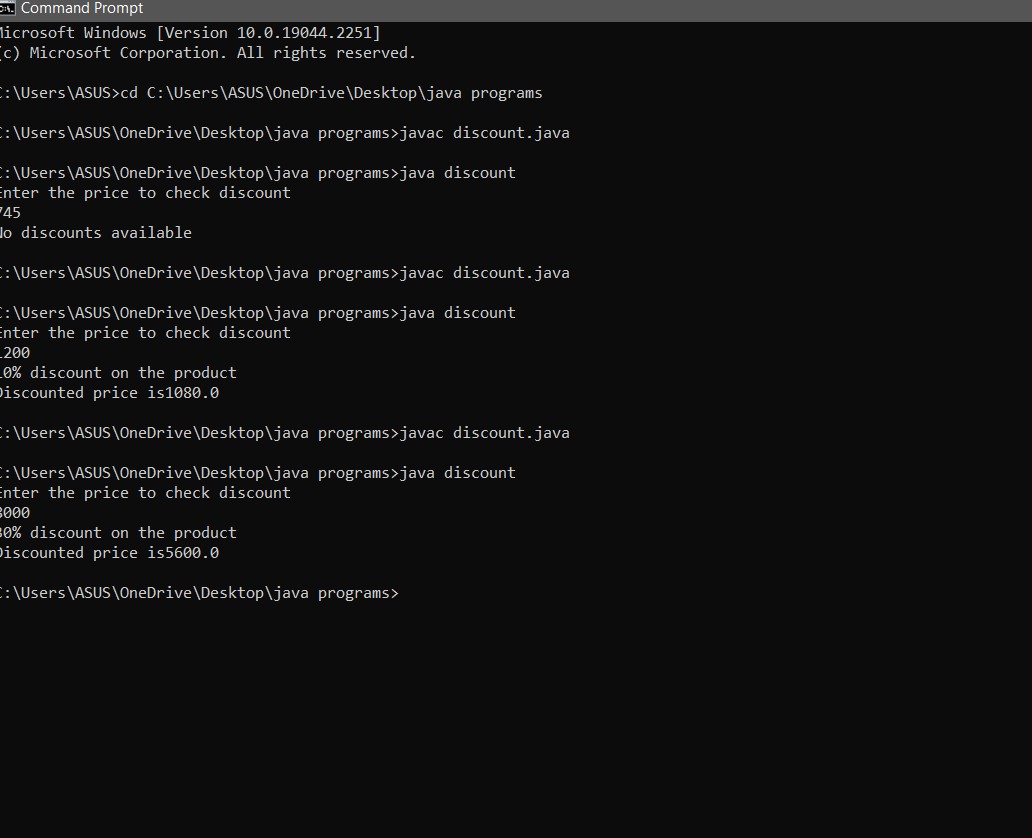 Command Prompt
Microsoft Windows [Version 10.0.19044.2251]
(c) Microsoft Corporation. All rights reserved.
C:\Users\ASUS>cd C:\Users\ASUS\OneDrive\Desktop\java programs
C:\Users\ASUS\OneDrive\Desktop\java programs>javac discount.java
C:\Users\ASUS\OneDrive\Desktop\java programs>java discount
Enter the price to check discount
745
No discounts available
C:\Users\ASUS\OneDrive\Desktop\java programs>javac discount.java
C:\Users\ASUS\OneDrive\Desktop\java programs>java discount
Enter the price to check discount
1200
10% discount on the product
Discounted price is1080.0
C:\Users\ASUS\OneDrive\Desktop\java programs>javac discount.java
C:\Users\ASUS\OneDrive\Desktop\java programs>java discount
Enter the price to check discount
8000
30% discount on the product
Discounted price is5600.0
C:\Users\ASUS\OneDrive\Desktop\java programs>